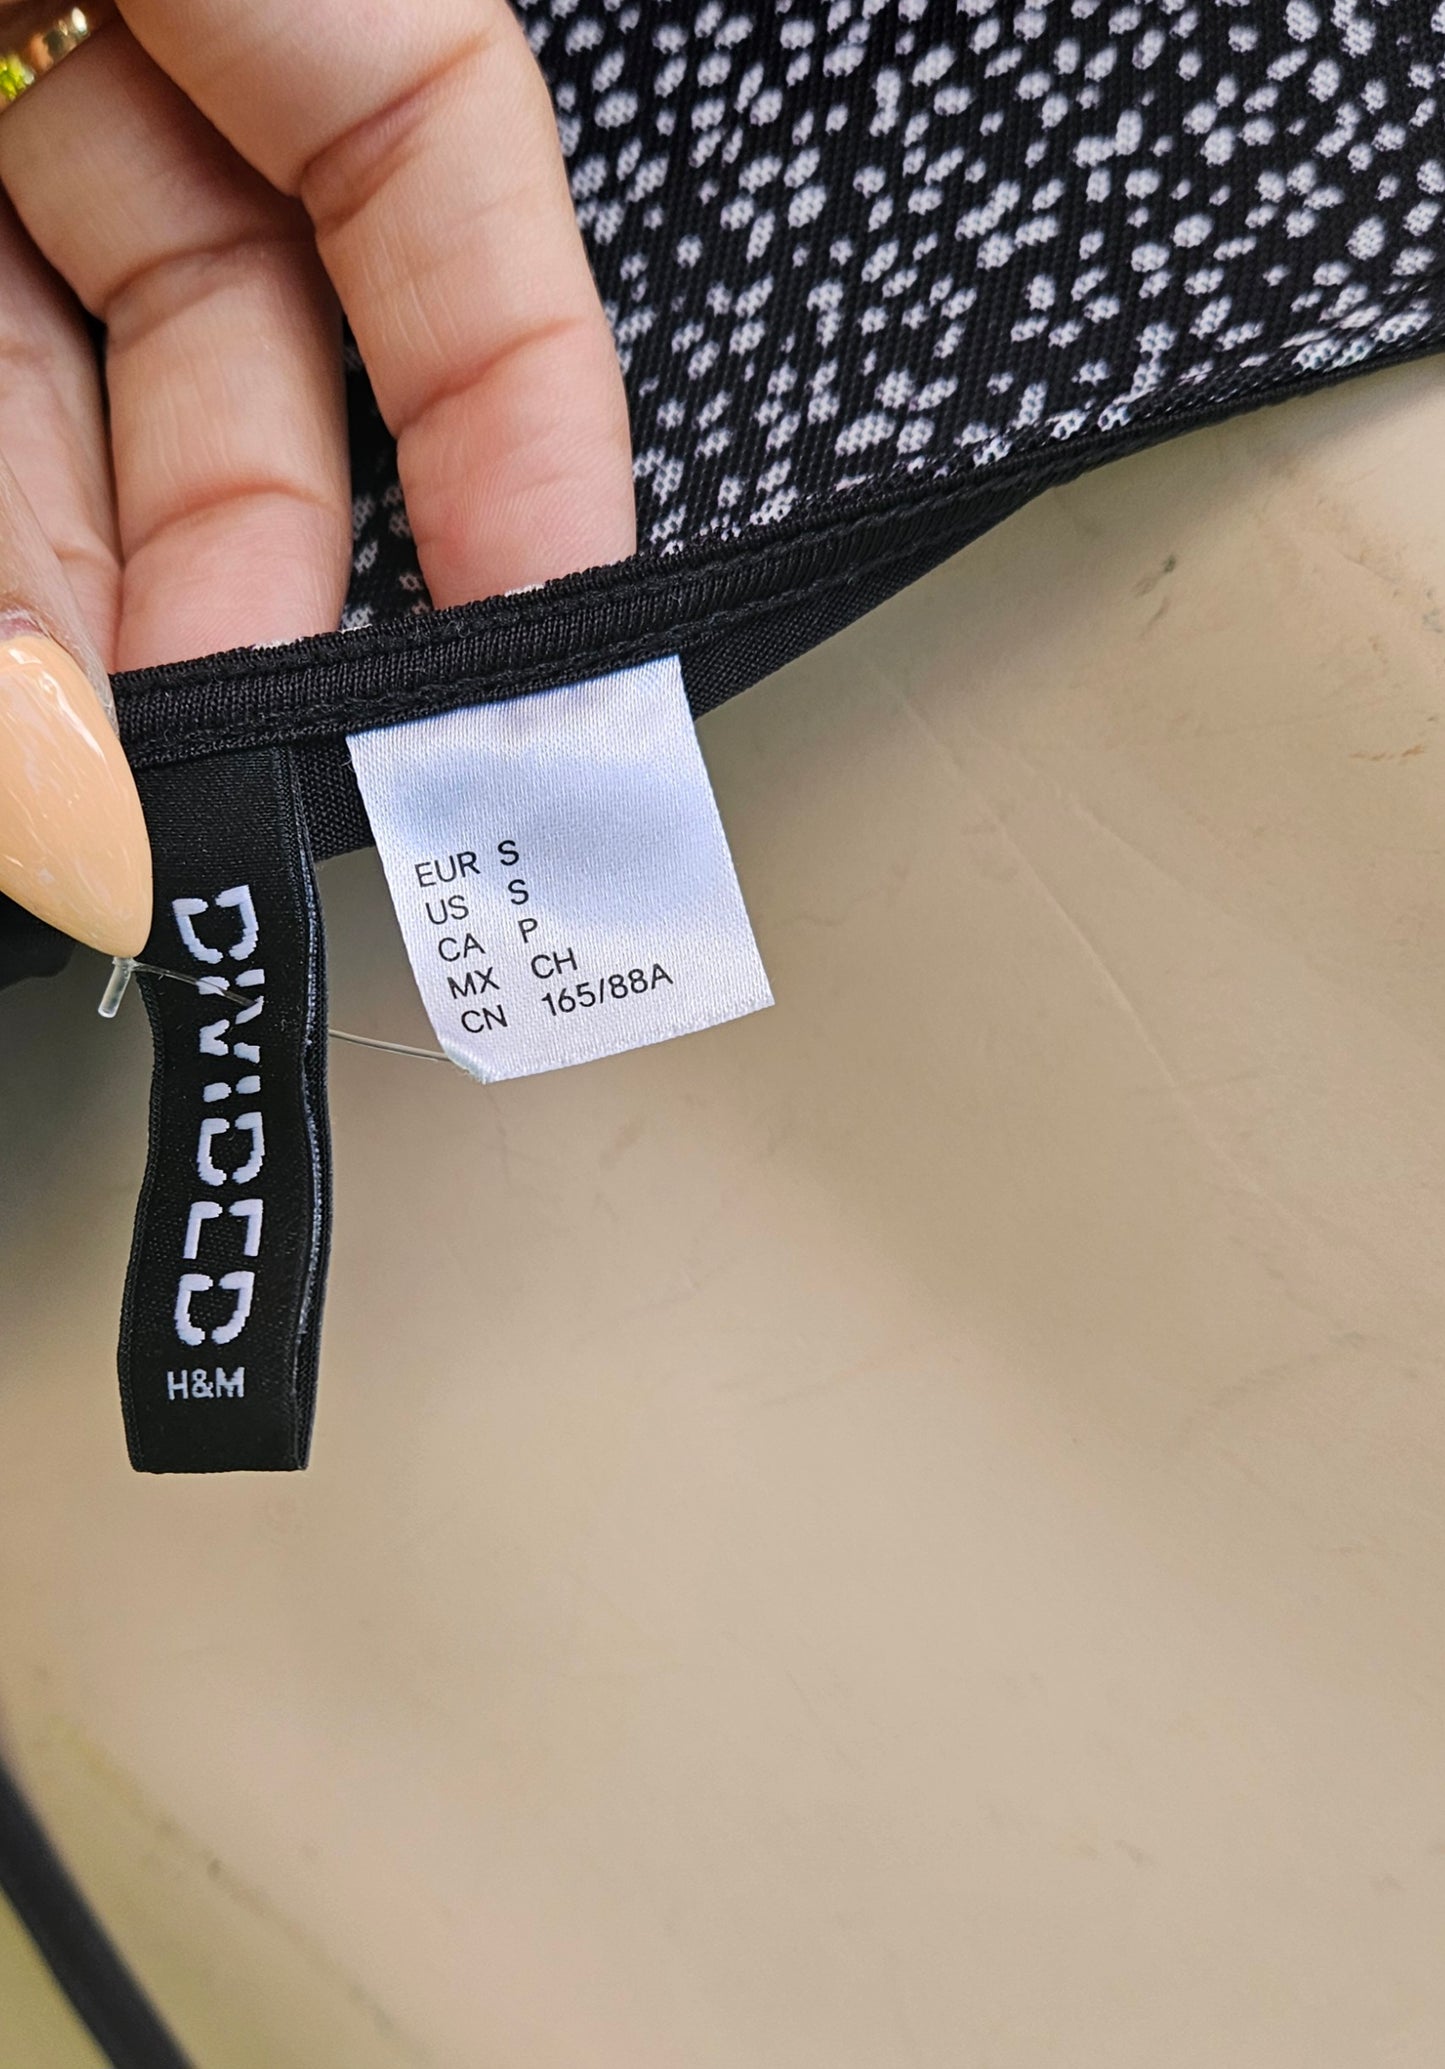 DIVIDED
H&M
EUR S
US S
CA P
MX CH
CN 165/88A